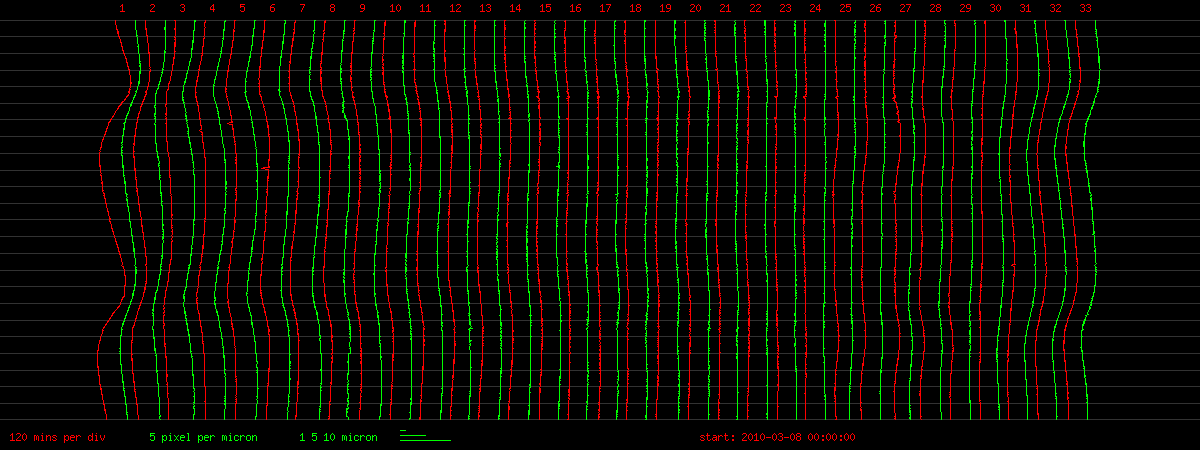 1 2 3 4 5 6 7 8 9 10 11 12 13 14 15 16 17 18 19 20 21 22 23 24 25 26 27 28 29 30 31 32 33
120 mins per div 5 pixel per micron 1 5 10 micron start: 2010-03-08 00:00:00